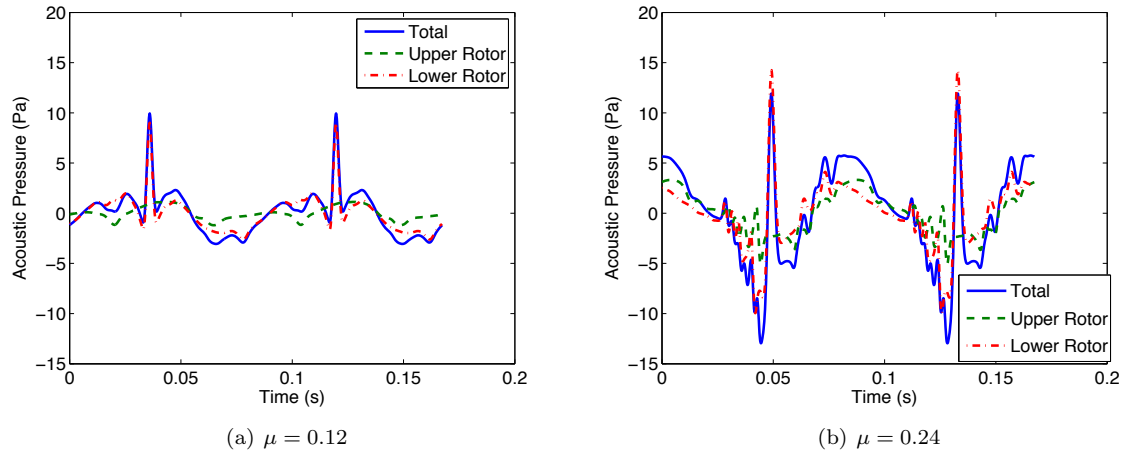 20
15
10
5
0
−5
−10
−15
0
0.05
0.1
0.15
0.2
Acoustic Pressure (Pa)
Time (s)
Total
Upper Rotor
Lower Rotor
(a) μ = 0.12
20
15
10
5
0
−5
−10
−15
0
0.05
0.1
0.15
0.2
Acoustic Pressure (Pa)
Time (s)
Total
Upper Rotor
Lower Rotor
(b) μ = 0.24